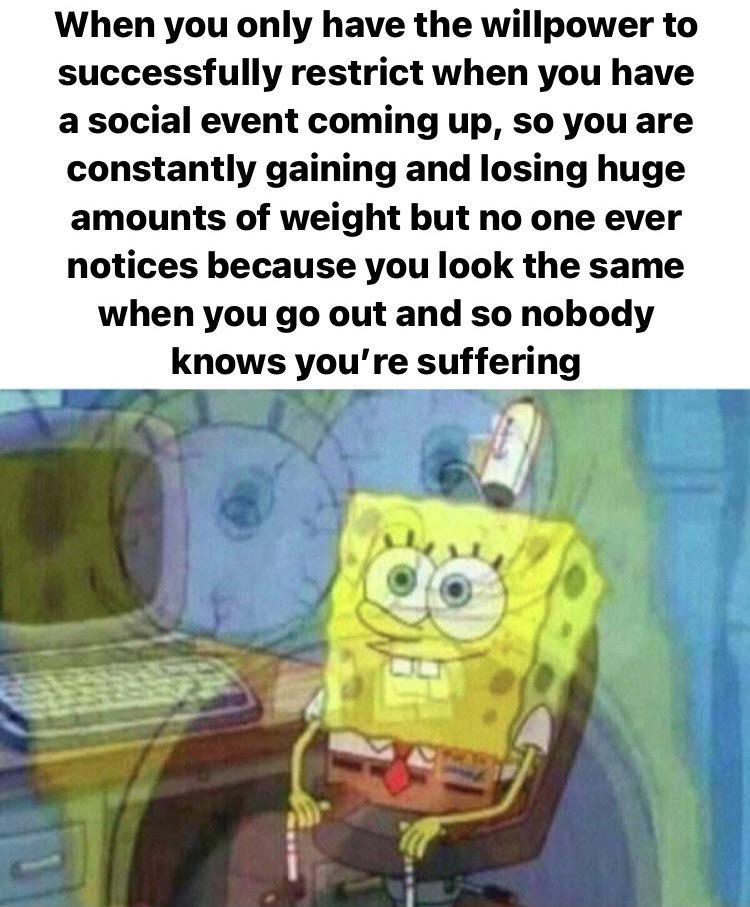 When you only have the willpower to
successfully restrict when you have
a social event coming up, so you are
constantly gaining and losing huge
amounts of weight but no one ever
notices because you look the same
when you go out and so nobody
knows you’re suffering